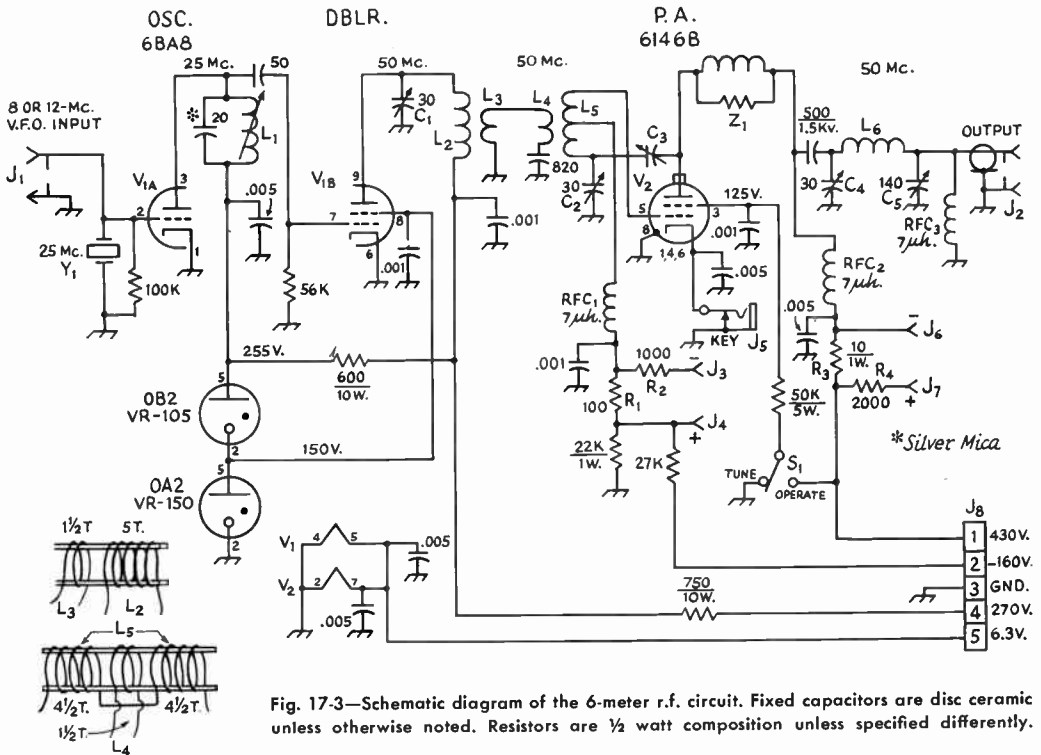 OSC.
6BA8
DBLR.
P.A.
6146B
25 Mc.
50
50 Mc.
50 Mc.
50 Mc.
8 OR 12-Mc.
V.F.O. INPUT
J1
* 20
L1
30
C1
L2
L3
L4
L5
820
30
C2
C3
Z1
500
1.5Kv.
L6
OUTPUT
30
C4
140
C5
J2
V1A
3
2
1
.005
V1B
9
7
8
6
.001
.001
V2
5
8
3
1,4,6
125V.
.001
.005
RFC3
7μh.
25 Mc.
Y1
100K
56K
RFC1
7μh.
RFC2
7μh.
KEY
J5
.005
J6
–
255V.
600
10W.
.001
1000
R2
J3
–
10
1W.
R3
R4
2000
J7
+
5
OB2
VR-105
2
100
R1
J4
+
50K
5W.
*Silver Mica
150V.
22K
1W.
27K
TUNE
S1
OPERATE
5
OA2
VR-150
2
J8
1 430V.
2 –160V.
3 GND.
4 270V.
5 6.3V.
V1
4
5
.005
V2
2
7
.005
750
10W.
1½T
5T.
L3
L2
L5
4½T.
4½T.
1½T.
L4
Fig. 17-3—Schematic diagram of the 6-meter r.f. circuit. Fixed capacitors are disc ceramic
unless otherwise noted. Resistors are ½ watt composition unless specified differently.